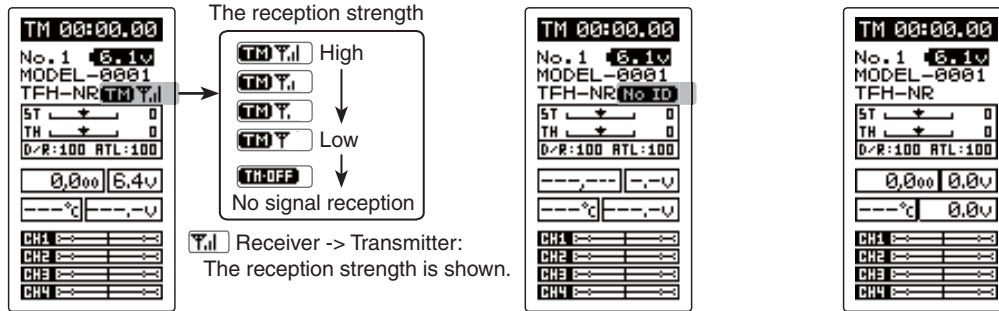 The reception strength
TM 00:00.00
No.1 6.1v
MODEL-0001
TFH-NR TM
ST 0
TH 0
D/R:100 ATL:100
0,000 6.4v
---°c ---.-v
CH1
CH2
CH3
CH4
TM High
TM
TM
TM Low
TM-OFF
No signal reception
Receiver -> Transmitter:
The reception strength is shown.
TM 00:00.00
No.1 6.1v
MODEL-0001
TFH-NR No ID
ST 0
TH 0
D/R:100 ATL:100
---,--- -.-v
---°c ---.-v
CH1
CH2
CH3
CH4
TM 00:00.00
No.1 6.1v
MODEL-0001
TFH-NR
ST 0
TH 0
D/R:100 ATL:100
0,000 0.0v
---°c 0.0v
CH1
CH2
CH3
CH4